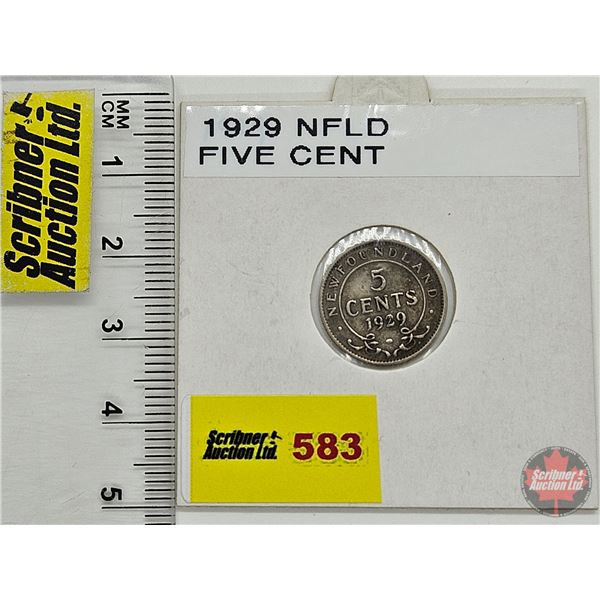 Scribner
Auction Ltd.
MM
CM
1
2
3
4
5
1929 NFLD
FIVE CENT
NEWFOUNDLAND
5
CENTS
1929
Scribner
Auction Ltd.
583
Scribner
Auction Ltd.